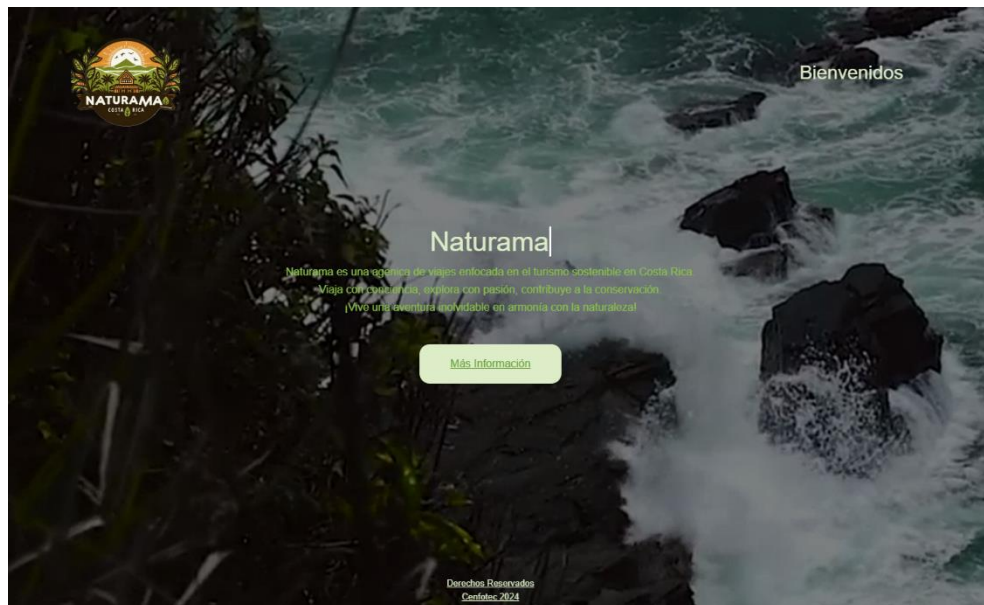 NATURAMA
COSTA RICA
Bienvenidos
Naturama
Naturama es una agenica de viajes enfocada en el turismo sostenible en Costa Rica.
Viaja con conciencia, explora con pasión, contribuye a la conservación.
¡Vive una aventura inolvidable en armonía con la naturaleza!
Más Información
Derechos Reservados
Cenfotec 2024